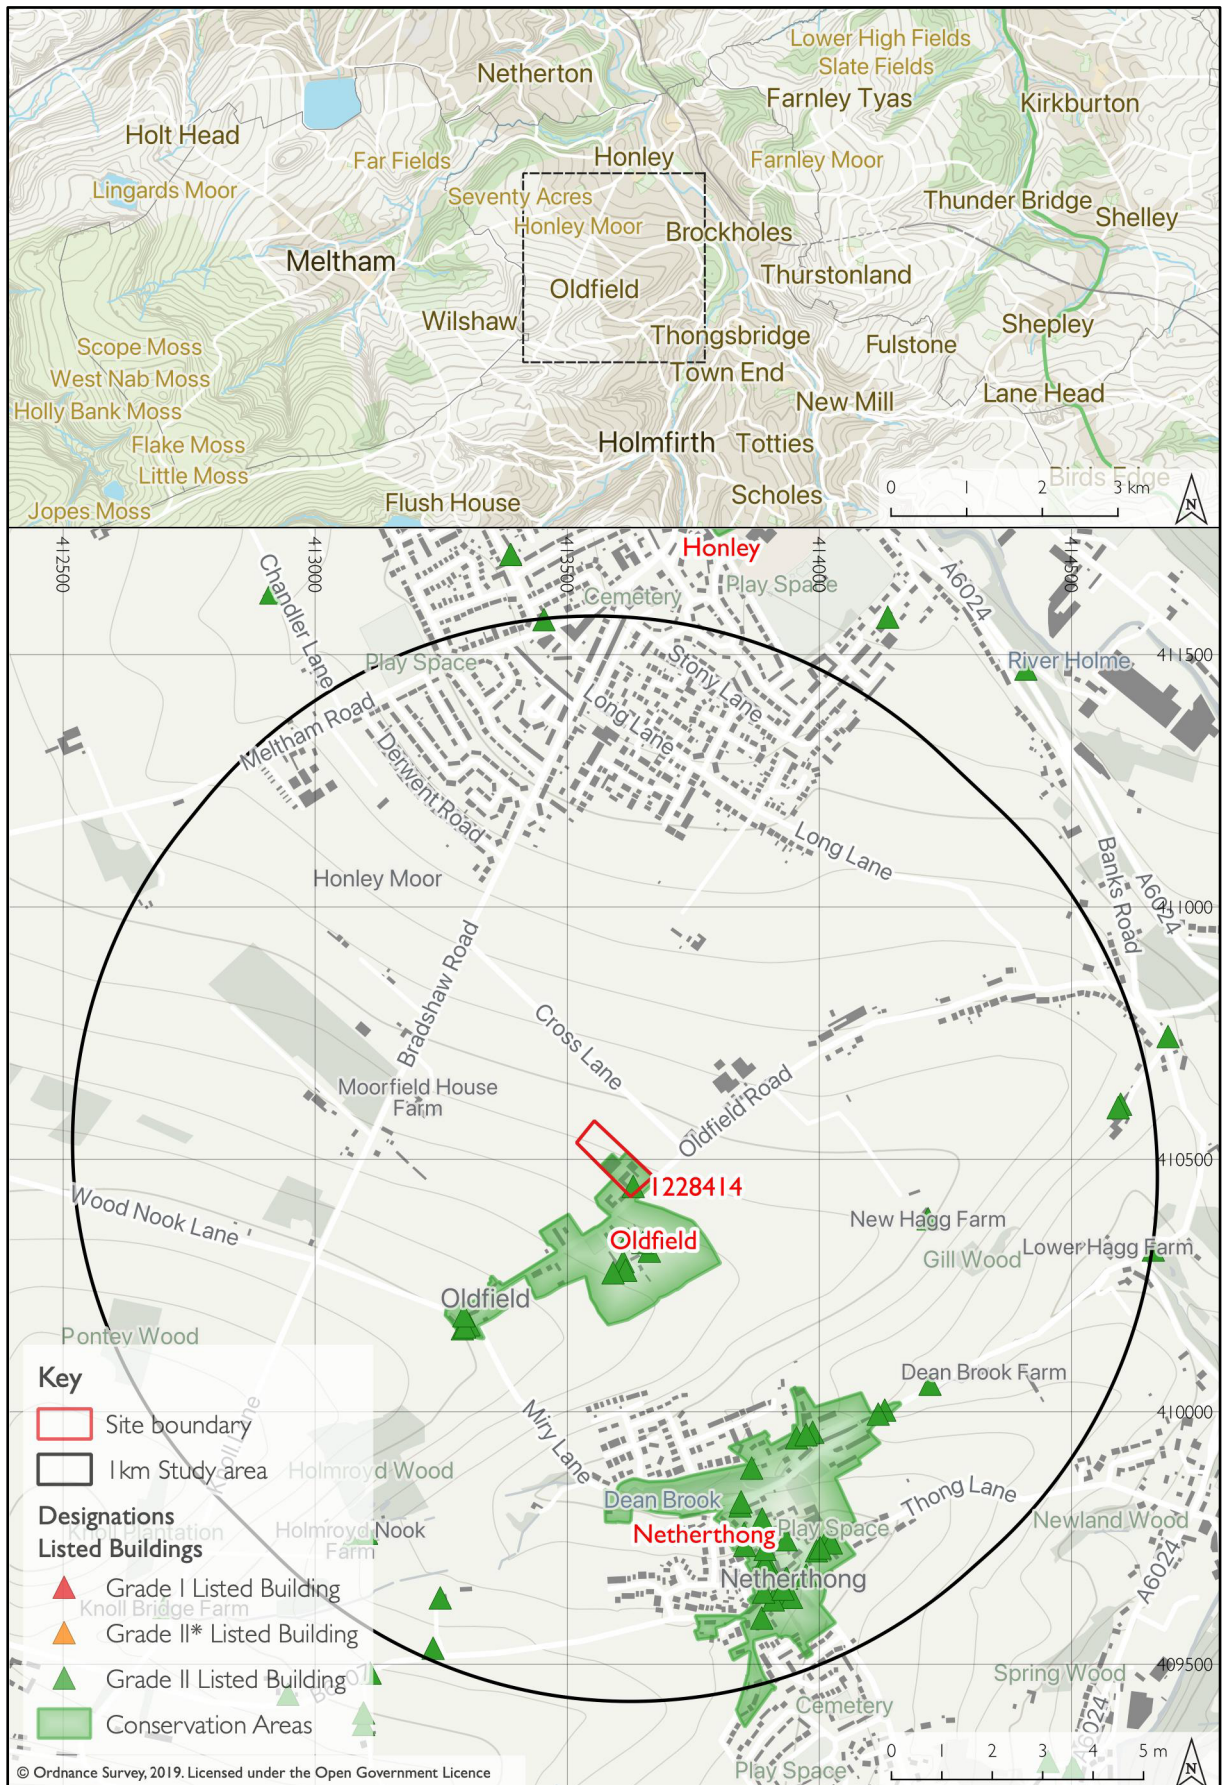 Lower High Fields
Slate Fields
Netherton
Farnley Tyas
Kirkburton
Holt Head
Far Fields
Honley
Farnley Moor
Lingards Moor
Seventy Acres
Thunder Bridge
Shelley
Honley Moor
Brockholes
Meltham
Thurstonland
Oldfield
Wilshaw
Thongsbridge
Shepley
Scope Moss
Fulstone
West Nab Moss
Town End
Lane Head
Holly Bank Moss
New Mill
Flake Moss
Holmfirth
Totties
Little Moss
Birds Edge
Flush House
Scholes
Jopes Moss
0 1 2 3 km
N
412500
413000
413500
414000
414500
Honley
Chandler Lane
Cemetery
Play Space
A6024
Play Space
Stony Lane
River Holme
411500
Meltham Road
Long Lane
Derwent Road
Long Lane
Banks Road
A6024
Honley Moor
411000
Bradshaw Road
Cross Lane
Moorfield House
Farm
Oldfield Road
410500
1228414
Wood Nook Lane
New Hagg Farm
Oldfield
Gill Wood
Lower Hagg Farm
Oldfield
Pontey Wood
Dean Brook Farm
410000
Miry Lane
Knoll Lane
Holmroyd Wood
Dean Brook
Thong Lane
Netherthong
Play Space
Newland Wood
Knoll Plantation
Holmroyd Nook
Farm
Netherthong
A6024
Knoll Bridge Farm
409500
Spring Wood
Cemetery
A6024
Play Space
Key
Site boundary
1km Study area
Designations
Listed Buildings
Grade I Listed Building
Grade II* Listed Building
Grade II Listed Building
Conservation Areas
0 1 2 3 4 5 m
N
© Ordnance Survey, 2019. Licensed under the Open Government Licence